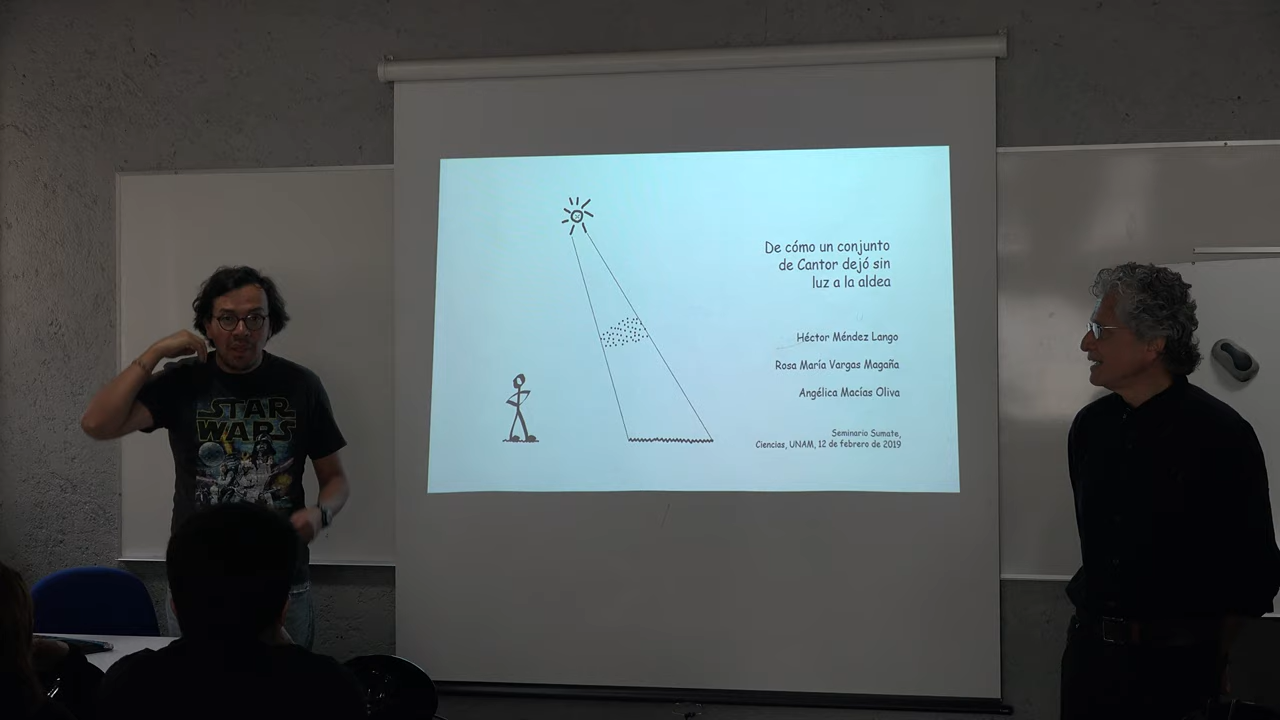 De cómo un conjunto
de Cantor dejó sin
luz a la aldea
Héctor Méndez Lango
Rosa María Vargas Magaña
Angélica Macías Oliva
Seminario Sumate,
Ciencias, UNAM, 12 de febrero de 2019
STAR
WARS